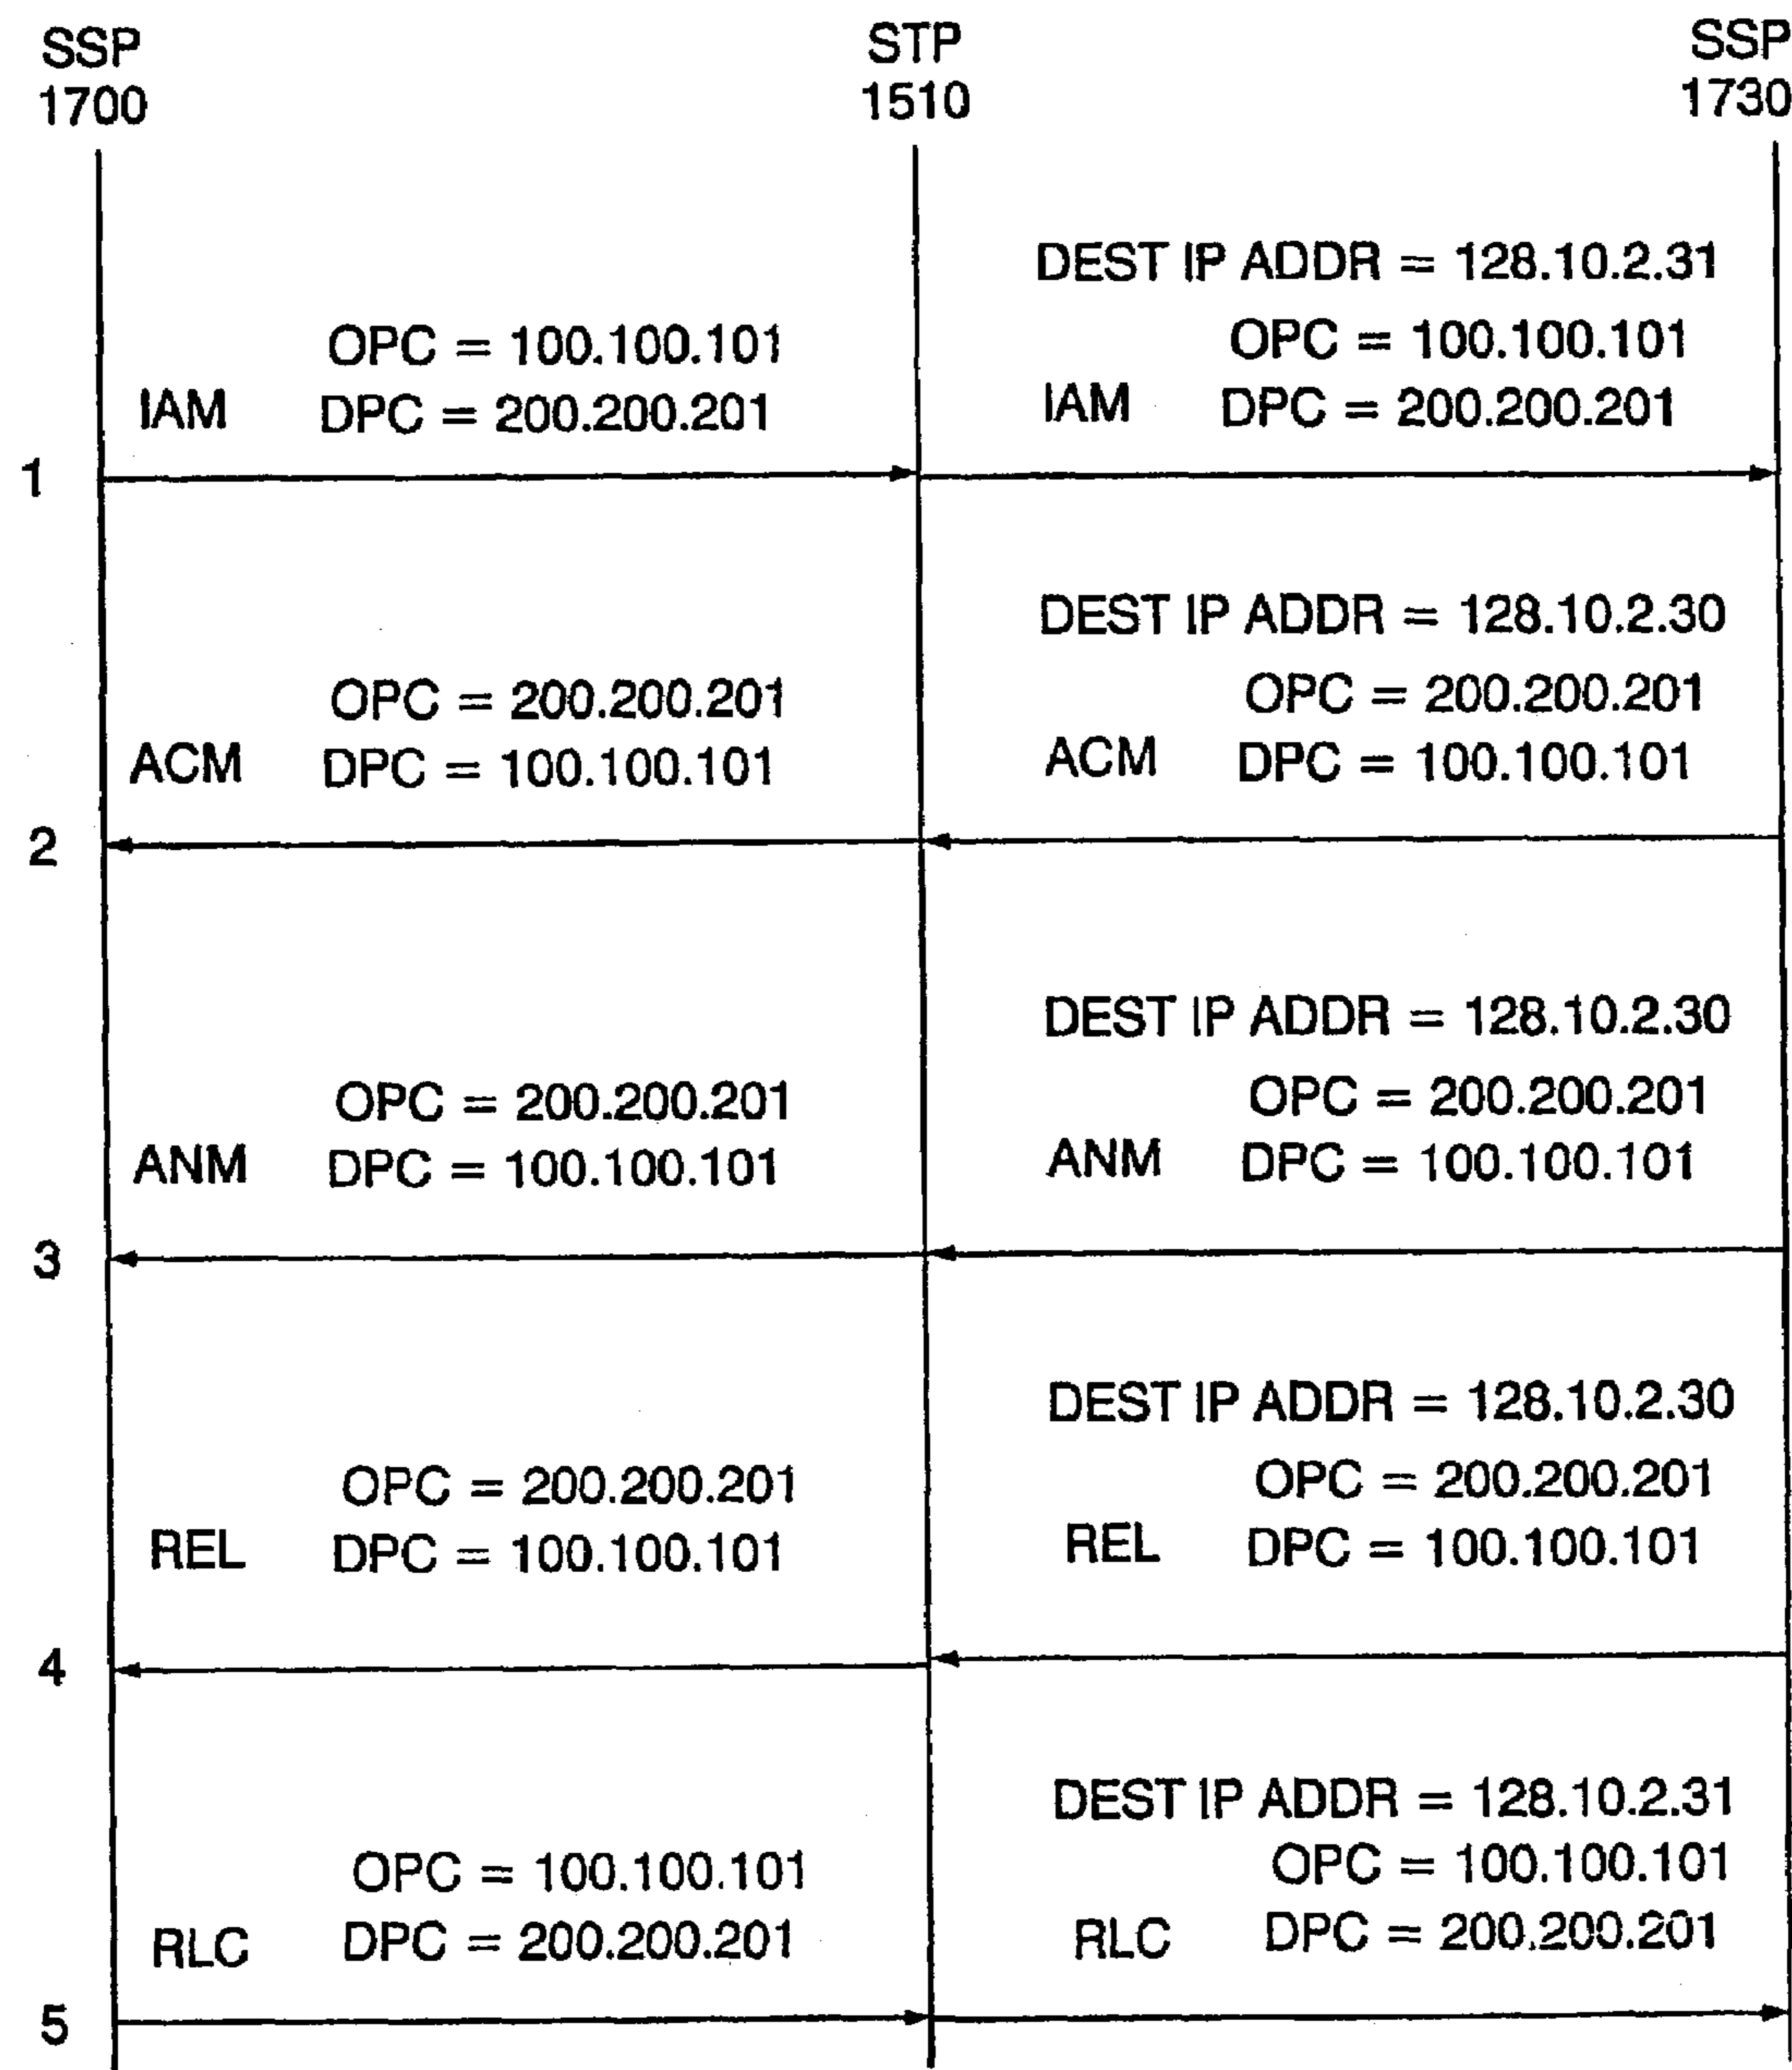 SSP
1700
STP
1510
SSP
1730
OPC = 100.100.101
IAM DPC = 200.200.201
DEST IP ADDR = 128.10.2.31
OPC = 100.100.101
IAM DPC = 200.200.201
1
OPC = 200.200.201
ACM DPC = 100.100.101
DEST IP ADDR = 128.10.2.30
OPC = 200.200.201
ACM DPC = 100.100.101
2
OPC = 200.200.201
ANM DPC = 100.100.101
DEST IP ADDR = 128.10.2.30
OPC = 200.200.201
ANM DPC = 100.100.101
3
OPC = 200.200.201
REL DPC = 100.100.101
DEST IP ADDR = 128.10.2.30
OPC = 200.200.201
REL DPC = 100.100.101
4
OPC = 100.100.101
RLC DPC = 200.200.201
DEST IP ADDR = 128.10.2.31
OPC = 100.100.101
RLC DPC = 200.200.201
5